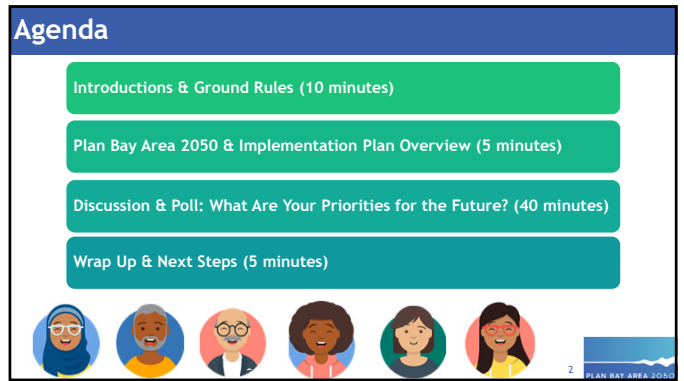 Agenda
Introductions & Ground Rules (10 minutes)
Plan Bay Area 2050 & Implementation Plan Overview (5 minutes)
Discussion & Poll: What Are Your Priorities for the Future? (40 minutes)
Wrap Up & Next Steps (5 minutes)
2
PLAN BAY AREA 2050